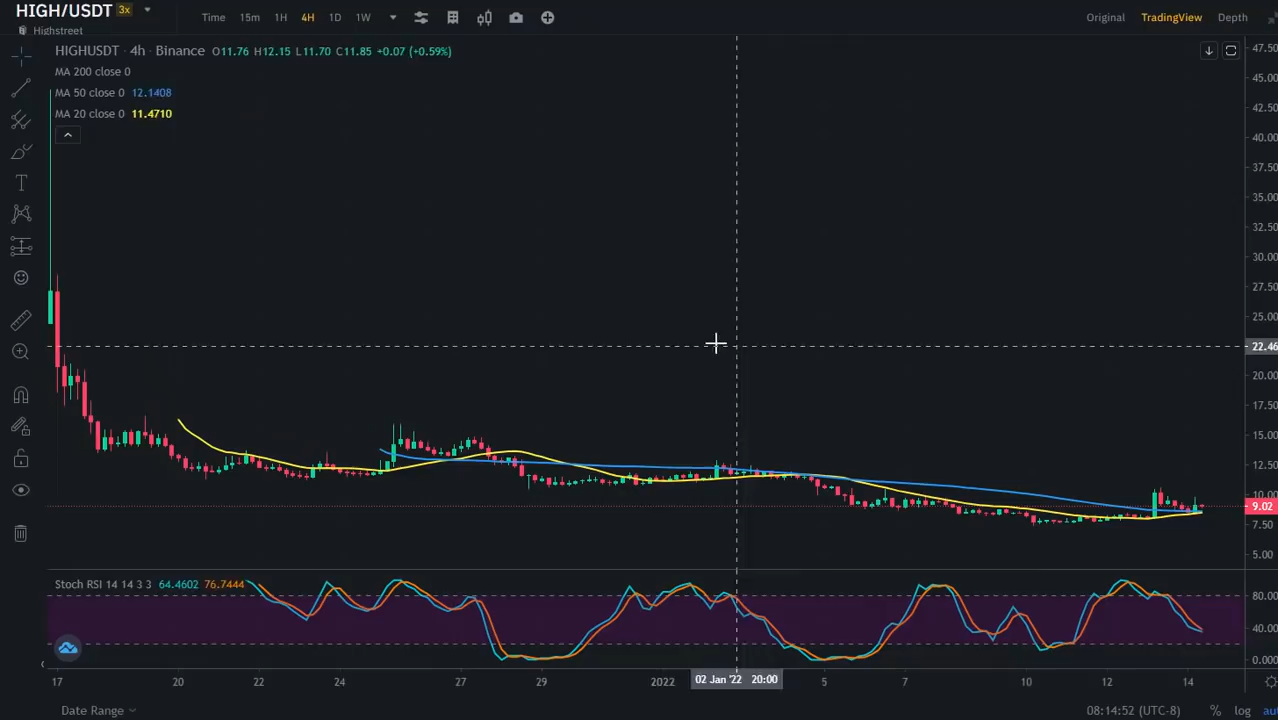 HIGH/USDT 3x
Highstreet
Time 15m 1H 4H 1D 1W
Original TradingView Depth
HIGHUSDT · 4h · Binance O11.76 H12.15 L11.70 C11.85 +0.07 (+0.59%)
MA 200 close 0
MA 50 close 0 12.1408
MA 20 close 0 11.4710
47.50
45.00
42.50
40.00
37.50
35.00
32.50
30.00
27.50
25.00
22.46
20.00
17.50
15.00
12.50
10.00
9.02
7.50
5.00
Stoch RSI 14 14 3 3 64.4602 76.7444
80.00
40.00
0.000
17 20 22 24 27 29 2022 02 Jan '22 20:00 5 7 10 12 14
Date Range 08:14:52 (UTC-8) % log au